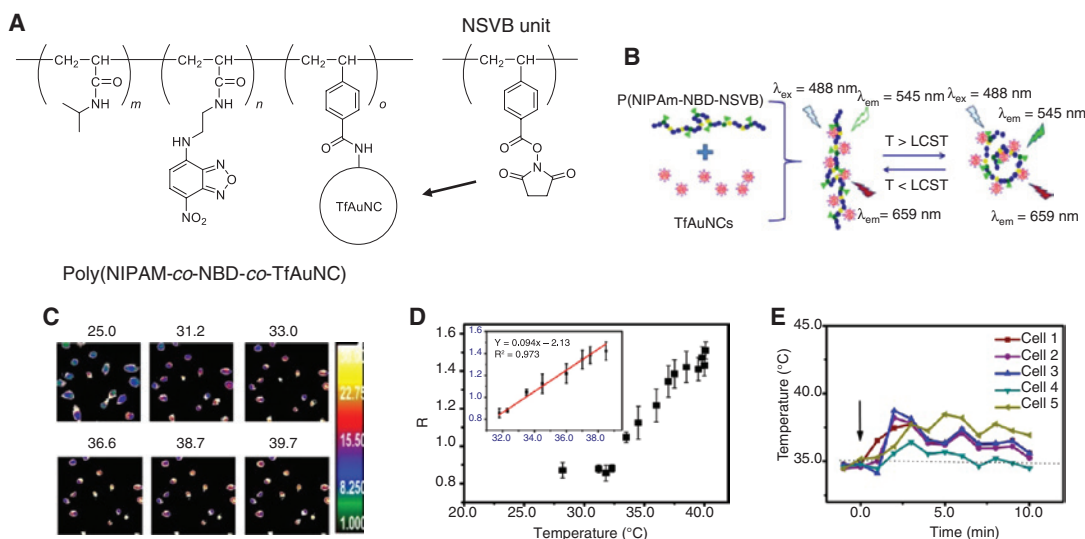 A
NSVB unit
CH2 CH
CH2 CH
CH2 CH
CH2 CH
C=O
NH
m
C=O
NH
n
o
HN
N
O
N
NO2
O
NH
TfAuNC
O
O
N
O
O
Poly(NIPAM-co-NBD-co-TfAuNC)
B
P(NIPAm-NBD-NSVB)
TfAuNCs
λex = 488 nm
λem = 545 nm
λem = 659 nm
T > LCST
T < LCST
λex = 488 nm
λem = 545 nm
λem = 659 nm
C
25.0 31.2 33.0
36.6 38.7 39.7
22.75
15.50
8.250
1.000
D
R
1.6
1.4
1.2
1.0
0.8
20.0 25.0 30.0 35.0 40.0
Temperature (°C)
Y = 0.094x – 2.13
R2 = 0.973
1.6
1.4
1.2
1.0
0.8
32.0 34.0 36.0 38.0
E
Temperature (°C)
45.0
40.0
35.0
0.0 5.0 10.0
Time (min)
Cell 1
Cell 2
Cell 3
Cell 4
Cell 5